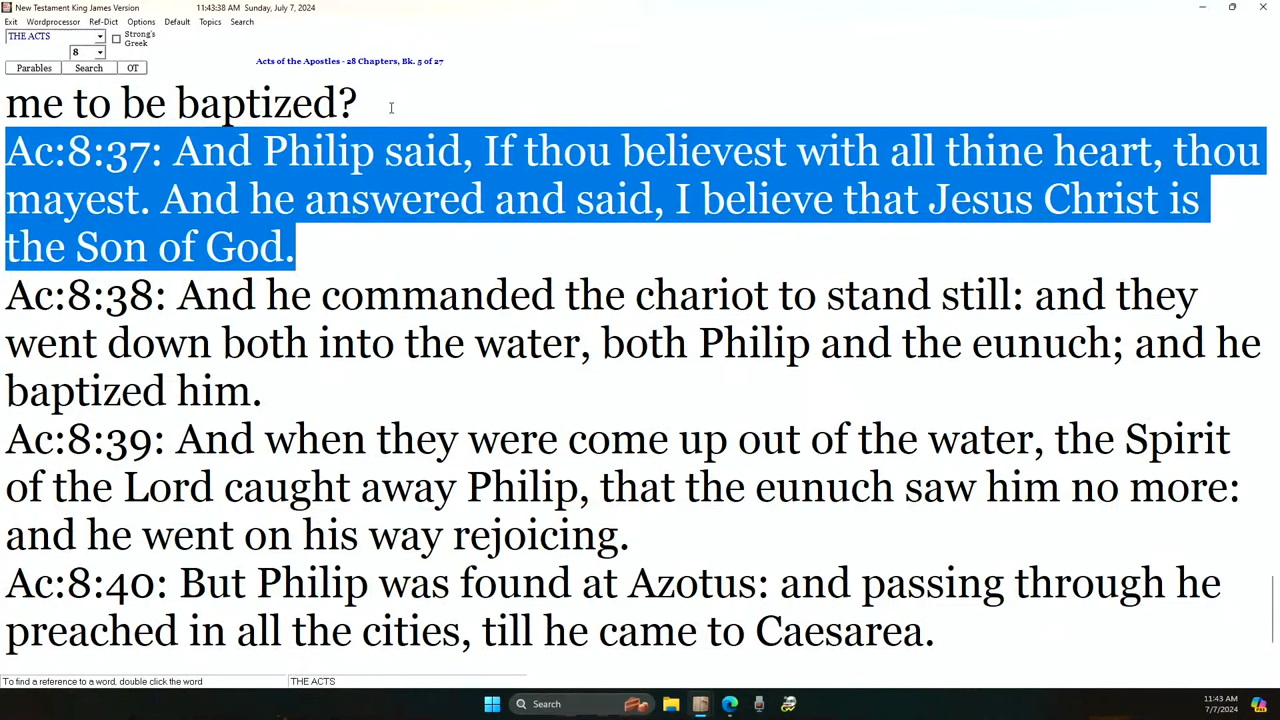 New Testament King James Version 11:43:38 AM Sunday, July 7, 2024
Exit Wordprocessor Ref-Dict Options Default Topics Search
THE ACTS
Strong's
Greek
8
Acts of the Apostles - 28 Chapters, Bk. 5 of 27
Parables Search OT
me to be baptized?
Ac:8:37: And Philip said, If thou believest with all thine heart, thou
mayest. And he answered and said, I believe that Jesus Christ is
the Son of God.
Ac:8:38: And he commanded the chariot to stand still: and they
went down both into the water, both Philip and the eunuch; and he
baptized him.
Ac:8:39: And when they were come up out of the water, the Spirit
of the Lord caught away Philip, that the eunuch saw him no more:
and he went on his way rejoicing.
Ac:8:40: But Philip was found at Azotus: and passing through he
preached in all the cities, till he came to Caesarea.
To find a reference to a word, double click the word THE ACTS
Search
11:43 AM
7/7/2024